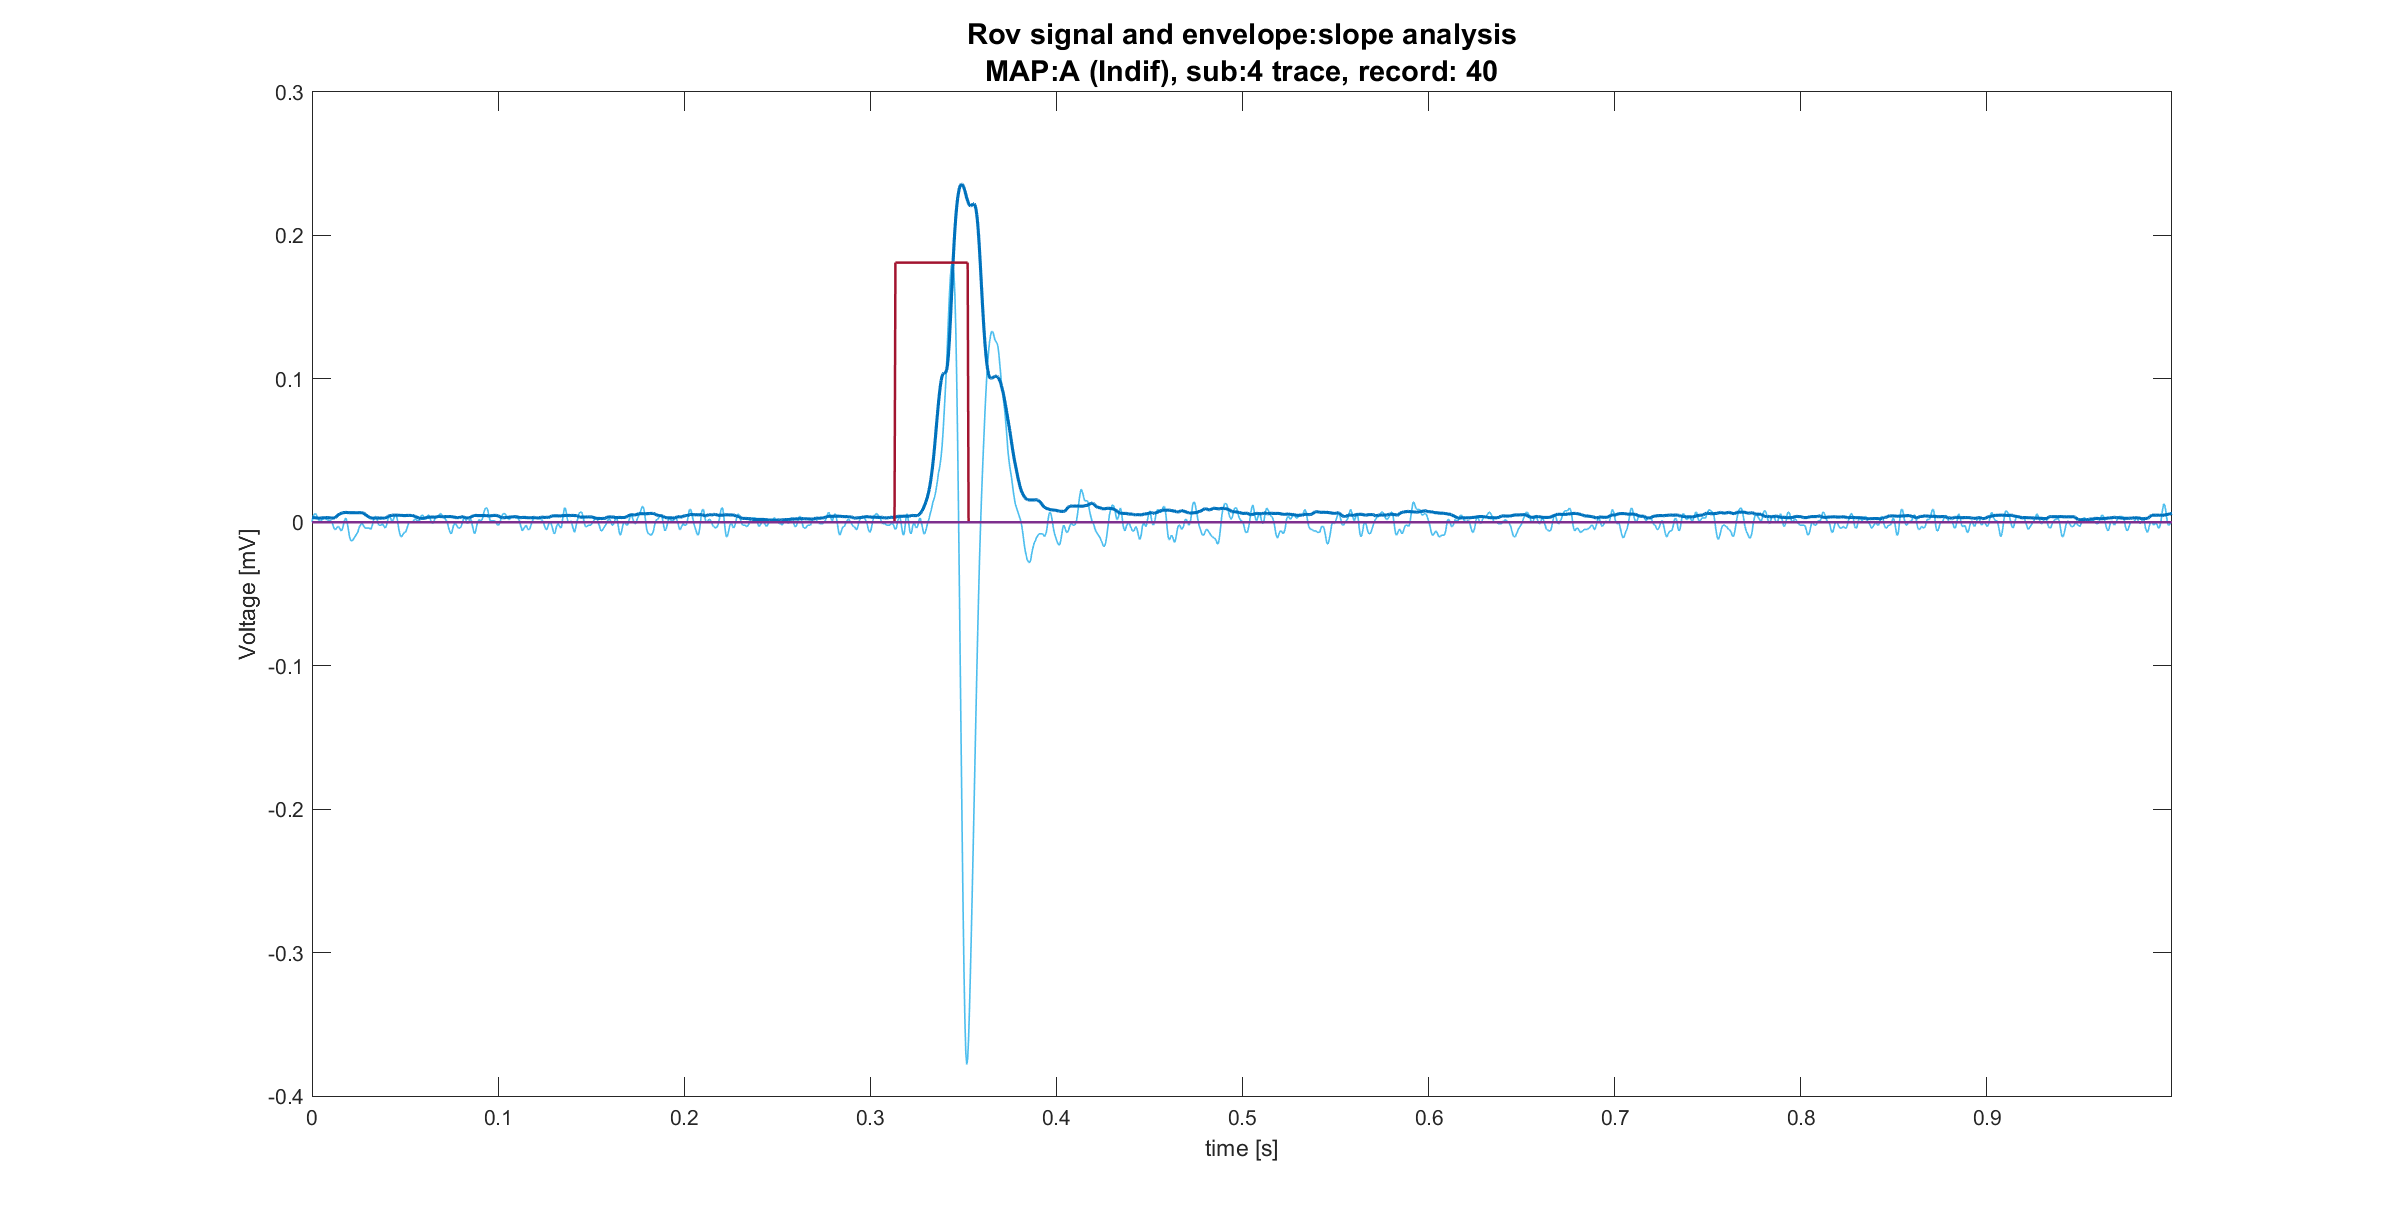 Rov signal and envelope:slope analysis
MAP:A (Indif), sub:4 trace, record: 40
0.3
0.2
0.1
0
-0.1
-0.2
-0.3
-0.4
Voltage [mV]
0 0.1 0.2 0.3 0.4 0.5 0.6 0.7 0.8 0.9
time [s]